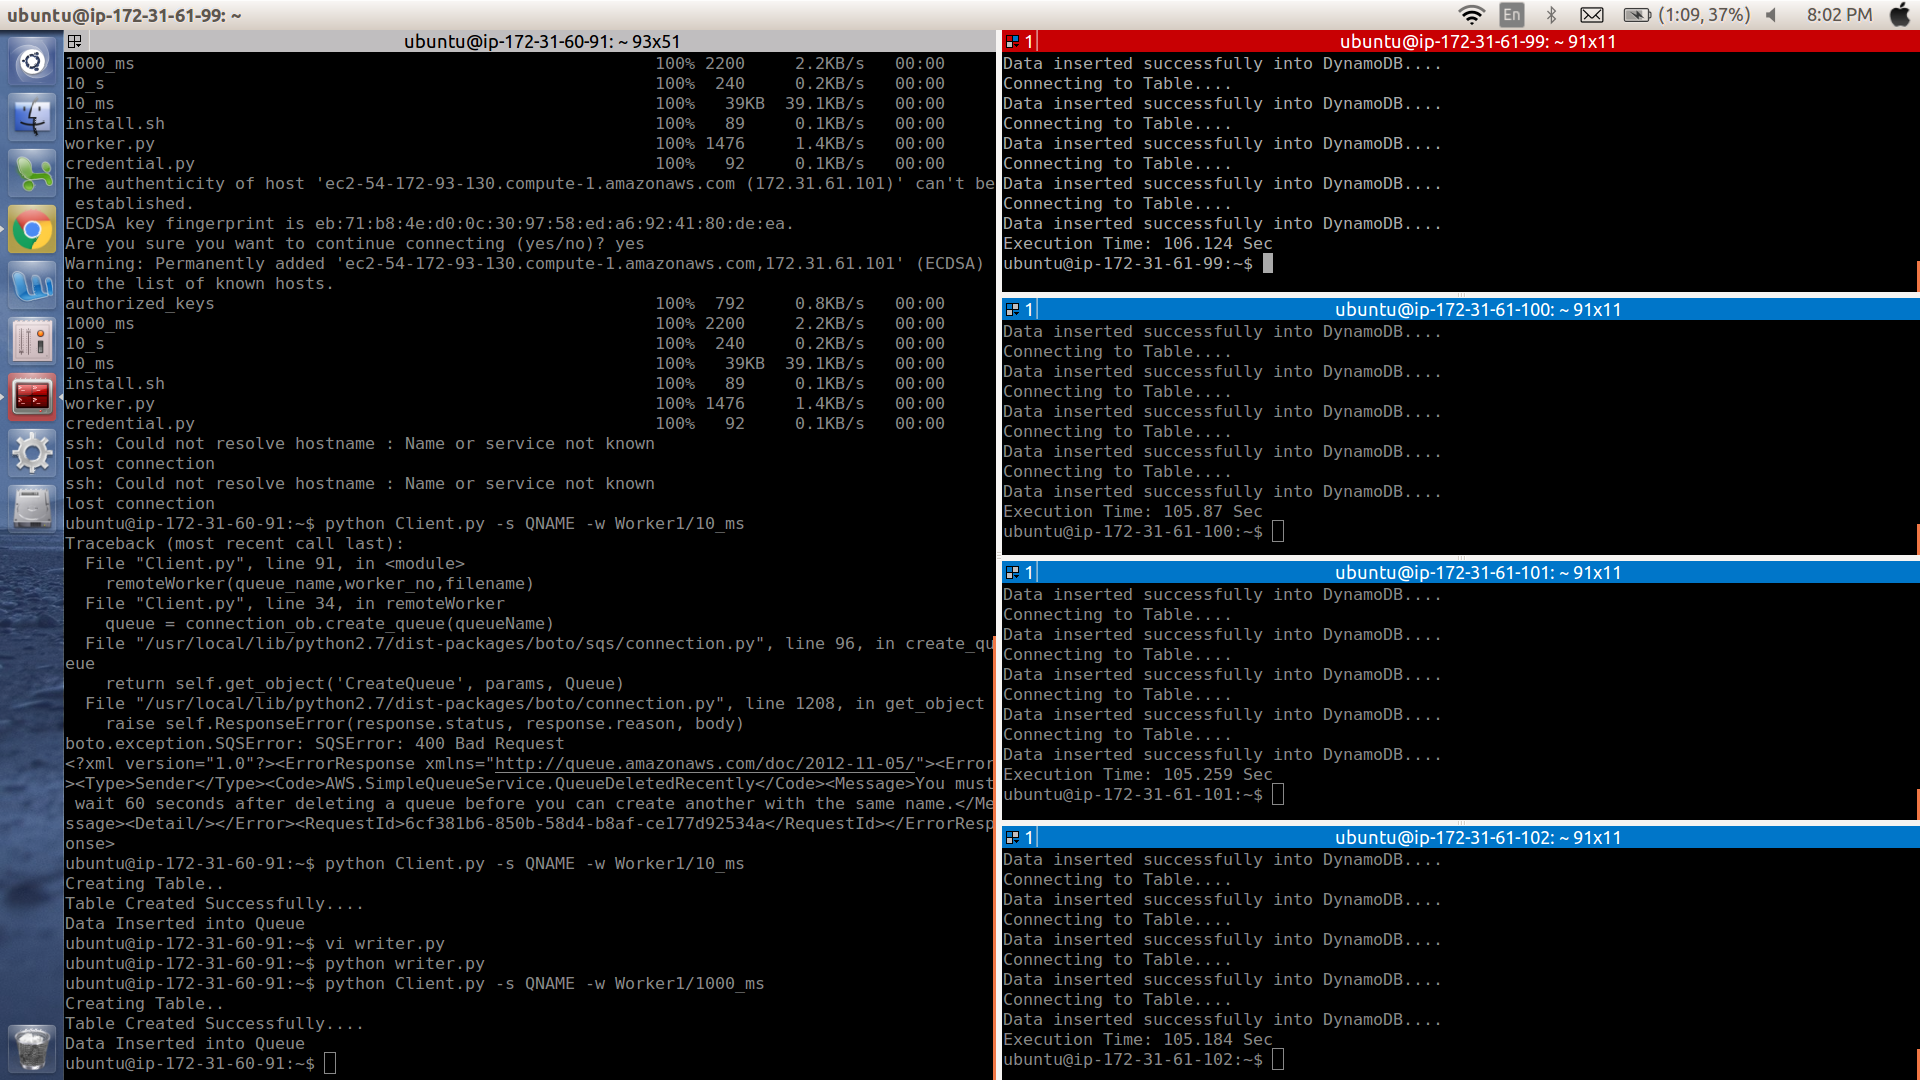 ubuntu@ip-172-31-61-99: ~
En
(1:09, 37%)
8:02 PM
ubuntu@ip-172-31-60-91: ~ 93x51
1000_ms 100% 2200 2.2KB/s 00:00
10_s 100% 240 0.2KB/s 00:00
10_ms 100% 39KB 39.1KB/s 00:00
install.sh 100% 89 0.1KB/s 00:00
worker.py 100% 1476 1.4KB/s 00:00
credential.py 100% 92 0.1KB/s 00:00
The authenticity of host 'ec2-54-172-93-130.compute-1.amazonaws.com (172.31.61.101)' can't be
 established.
ECDSA key fingerprint is eb:71:b8:4e:d0:0c:30:97:58:ed:a6:92:41:80:de:ea.
Are you sure you want to continue connecting (yes/no)? yes
Warning: Permanently added 'ec2-54-172-93-130.compute-1.amazonaws.com,172.31.61.101' (ECDSA)
to the list of known hosts.
authorized_keys 100% 792 0.8KB/s 00:00
1000_ms 100% 2200 2.2KB/s 00:00
10_s 100% 240 0.2KB/s 00:00
10_ms 100% 39KB 39.1KB/s 00:00
install.sh 100% 89 0.1KB/s 00:00
worker.py 100% 1476 1.4KB/s 00:00
credential.py 100% 92 0.1KB/s 00:00
ssh: Could not resolve hostname : Name or service not known
lost connection
ssh: Could not resolve hostname : Name or service not known
lost connection
ubuntu@ip-172-31-60-91:~$ python Client.py -s QNAME -w Worker1/10_ms
Traceback (most recent call last):
  File "Client.py", line 91, in <module>
    remoteWorker(queue_name,worker_no,filename)
  File "Client.py", line 34, in remoteWorker
    queue = connection_ob.create_queue(queueName)
  File "/usr/local/lib/python2.7/dist-packages/boto/sqs/connection.py", line 96, in create_qu
eue
    return self.get_object('CreateQueue', params, Queue)
  File "/usr/local/lib/python2.7/dist-packages/boto/connection.py", line 1208, in get_object
    raise self.ResponseError(response.status, response.reason, body)
boto.exception.SQSError: SQSError: 400 Bad Request
<?xml version="1.0"?><ErrorResponse xmlns="http://queue.amazonaws.com/doc/2012-11-05/"><Error
><Type>Sender</Type><Code>AWS.SimpleQueueService.QueueDeletedRecently</Code><Message>You must
 wait 60 seconds after deleting a queue before you can create another with the same name.</Me
ssage><Detail/></Error><RequestId>6cf381b6-850b-58d4-b8af-ce177d92534a</RequestId></ErrorResp
onse>
ubuntu@ip-172-31-60-91:~$ python Client.py -s QNAME -w Worker1/10_ms
Creating Table..
Table Created Successfully....
Data Inserted into Queue
ubuntu@ip-172-31-60-91:~$ vi writer.py
ubuntu@ip-172-31-60-91:~$ python writer.py
ubuntu@ip-172-31-60-91:~$ python Client.py -s QNAME -w Worker1/1000_ms
Creating Table..
Table Created Successfully....
Data Inserted into Queue
ubuntu@ip-172-31-60-91:~$
1
ubuntu@ip-172-31-61-99: ~ 91x11
Data inserted successfully into DynamoDB....
Connecting to Table....
Data inserted successfully into DynamoDB....
Connecting to Table....
Data inserted successfully into DynamoDB....
Connecting to Table....
Data inserted successfully into DynamoDB....
Connecting to Table....
Data inserted successfully into DynamoDB....
Execution Time: 106.124 Sec
ubuntu@ip-172-31-61-99:~$
1
ubuntu@ip-172-31-61-100: ~ 91x11
Data inserted successfully into DynamoDB....
Connecting to Table....
Data inserted successfully into DynamoDB....
Connecting to Table....
Data inserted successfully into DynamoDB....
Connecting to Table....
Data inserted successfully into DynamoDB....
Connecting to Table....
Data inserted successfully into DynamoDB....
Execution Time: 105.87 Sec
ubuntu@ip-172-31-61-100:~$
1
ubuntu@ip-172-31-61-101: ~ 91x11
Data inserted successfully into DynamoDB....
Connecting to Table....
Data inserted successfully into DynamoDB....
Connecting to Table....
Data inserted successfully into DynamoDB....
Connecting to Table....
Data inserted successfully into DynamoDB....
Connecting to Table....
Data inserted successfully into DynamoDB....
Execution Time: 105.259 Sec
ubuntu@ip-172-31-61-101:~$
1
ubuntu@ip-172-31-61-102: ~ 91x11
Data inserted successfully into DynamoDB....
Connecting to Table....
Data inserted successfully into DynamoDB....
Connecting to Table....
Data inserted successfully into DynamoDB....
Connecting to Table....
Data inserted successfully into DynamoDB....
Connecting to Table....
Data inserted successfully into DynamoDB....
Execution Time: 105.184 Sec
ubuntu@ip-172-31-61-102:~$